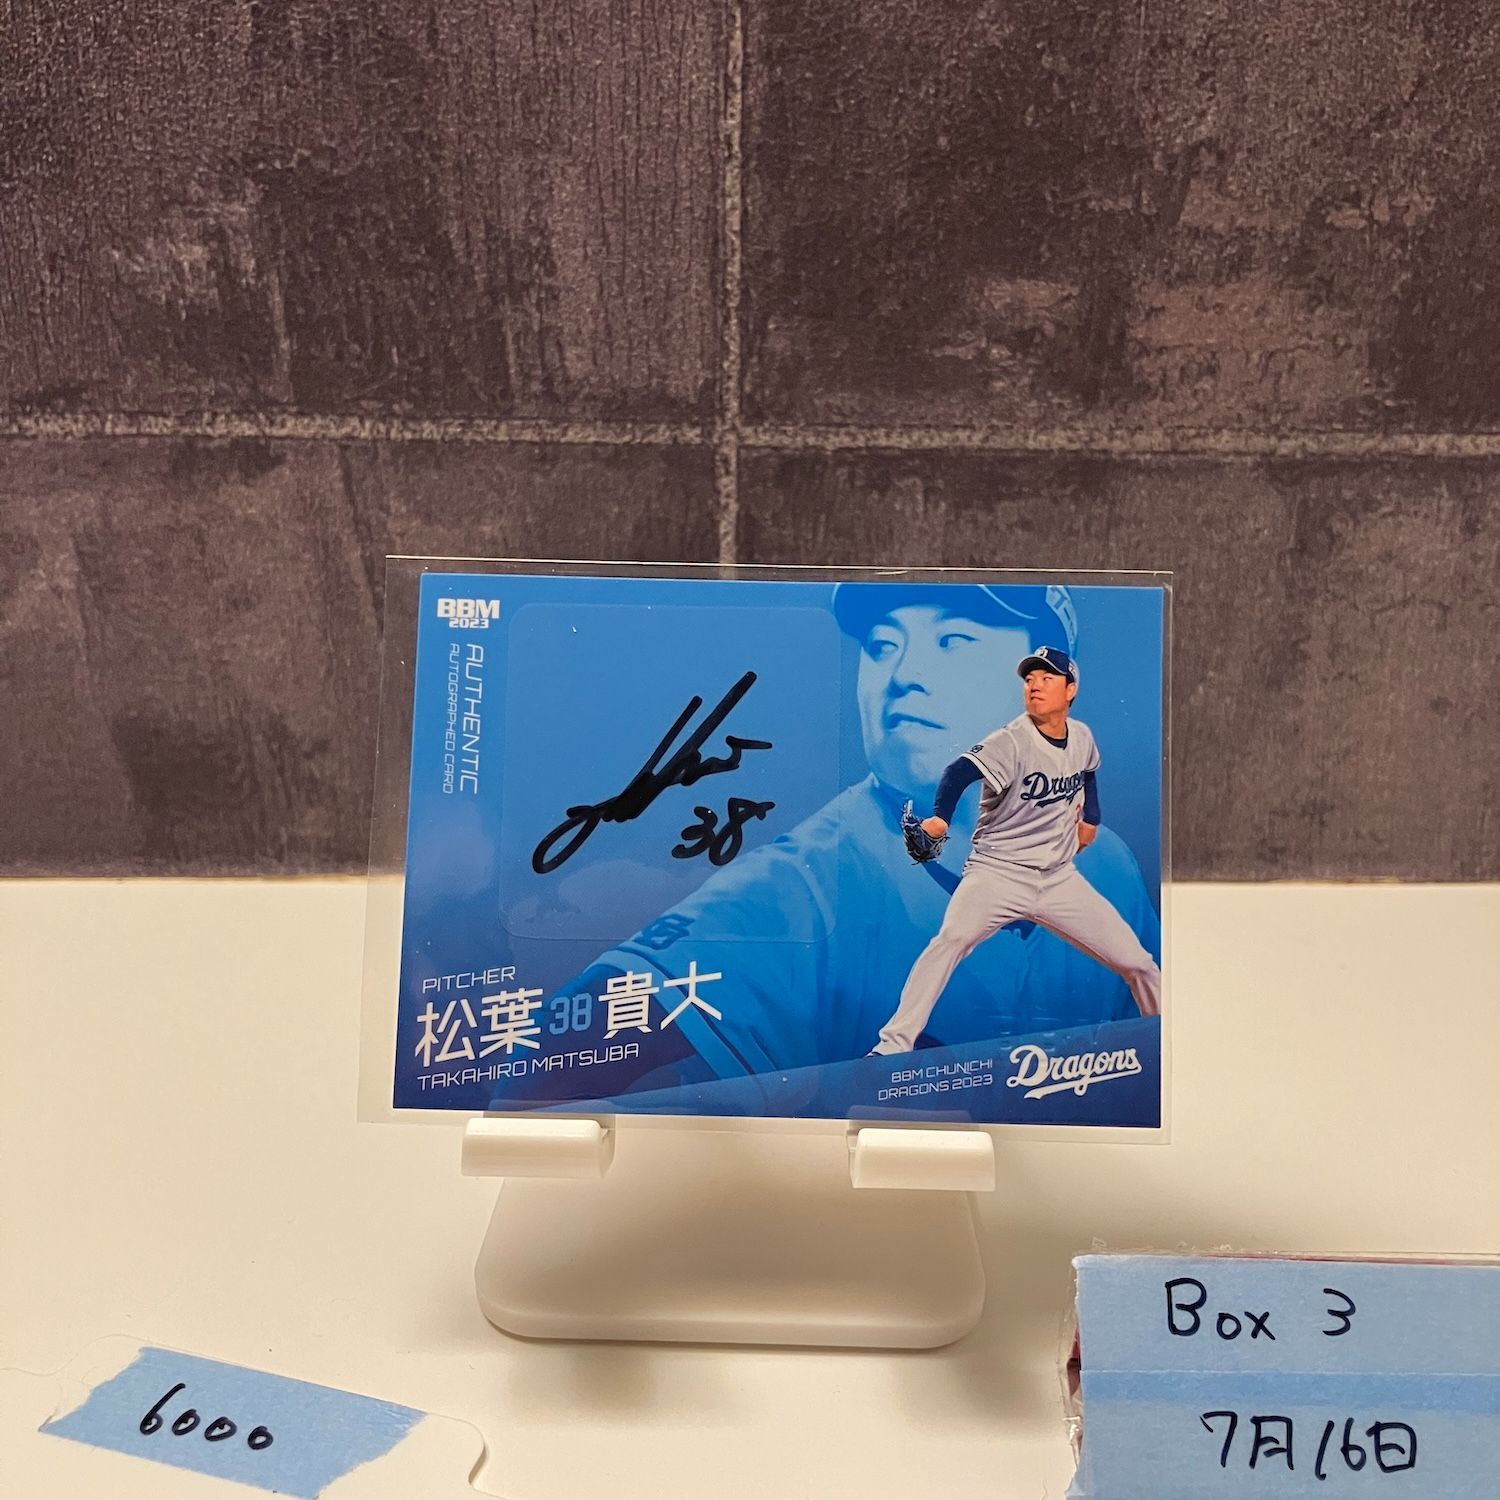 BBM
2023
AUTHENTIC
AUTOGRAPHED CARD
38
Dragons
PITCHER
松葉 38 貴大
TAKAHIRO MATSUBA
BBM CHUNICHI
DRAGONS 2023
Dragons
Box 3
7月16日
6000